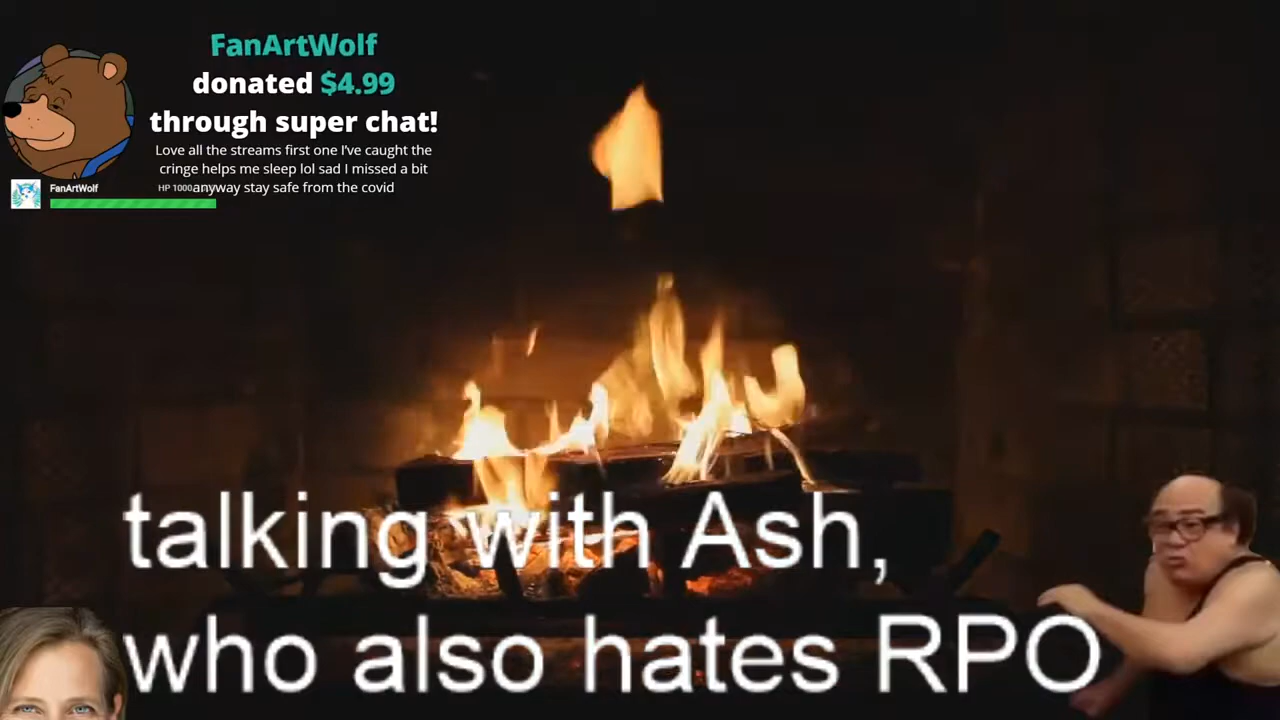 FanArtWolf
donated $4.99
through super chat!
Love all the streams first one I've caught the
cringe helps me sleep lol sad I missed a bit
anyway stay safe from the covid
FanArtWolf
talking with Ash,
who also hates RPO